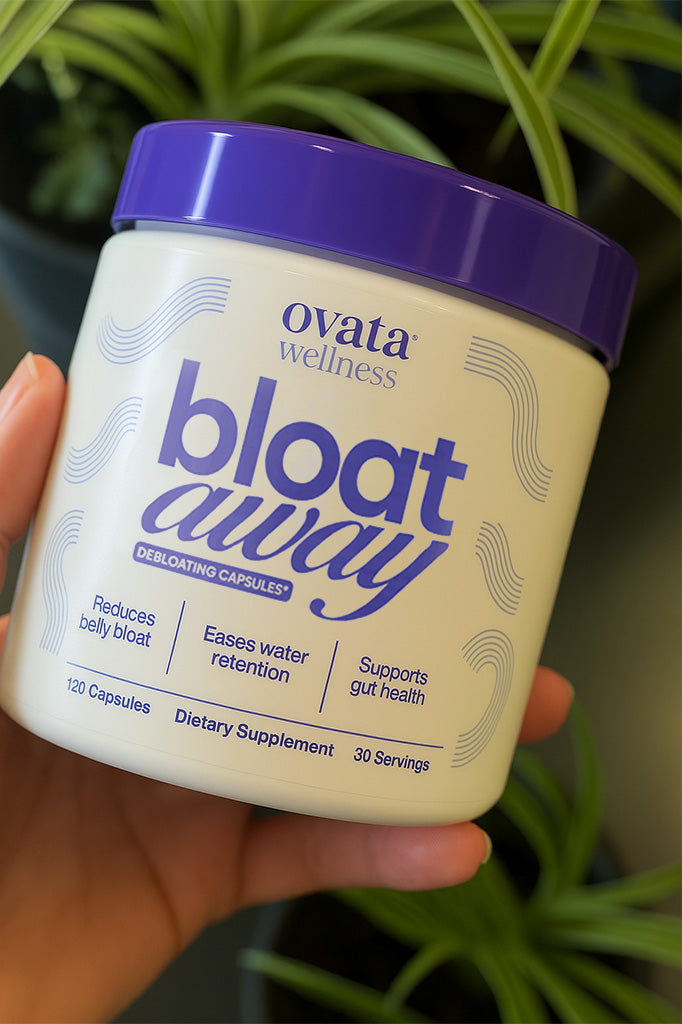 ovata®
wellness
bloat
away
DEBLOATING CAPSULES*
Reduces
belly bloat
Eases water
retention
Supports
gut health
120 Capsules
Dietary Supplement
30 Servings